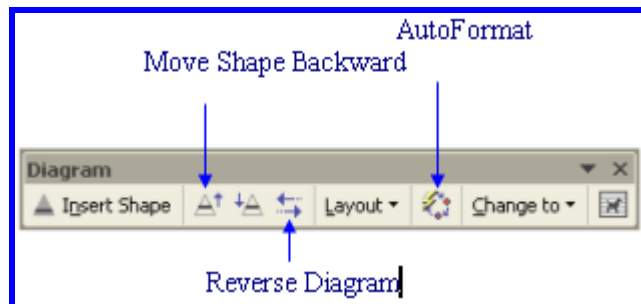 AutoFormat
Move Shape Backward
Diagram
Insert Shape Layout Change to
Reverse Diagram